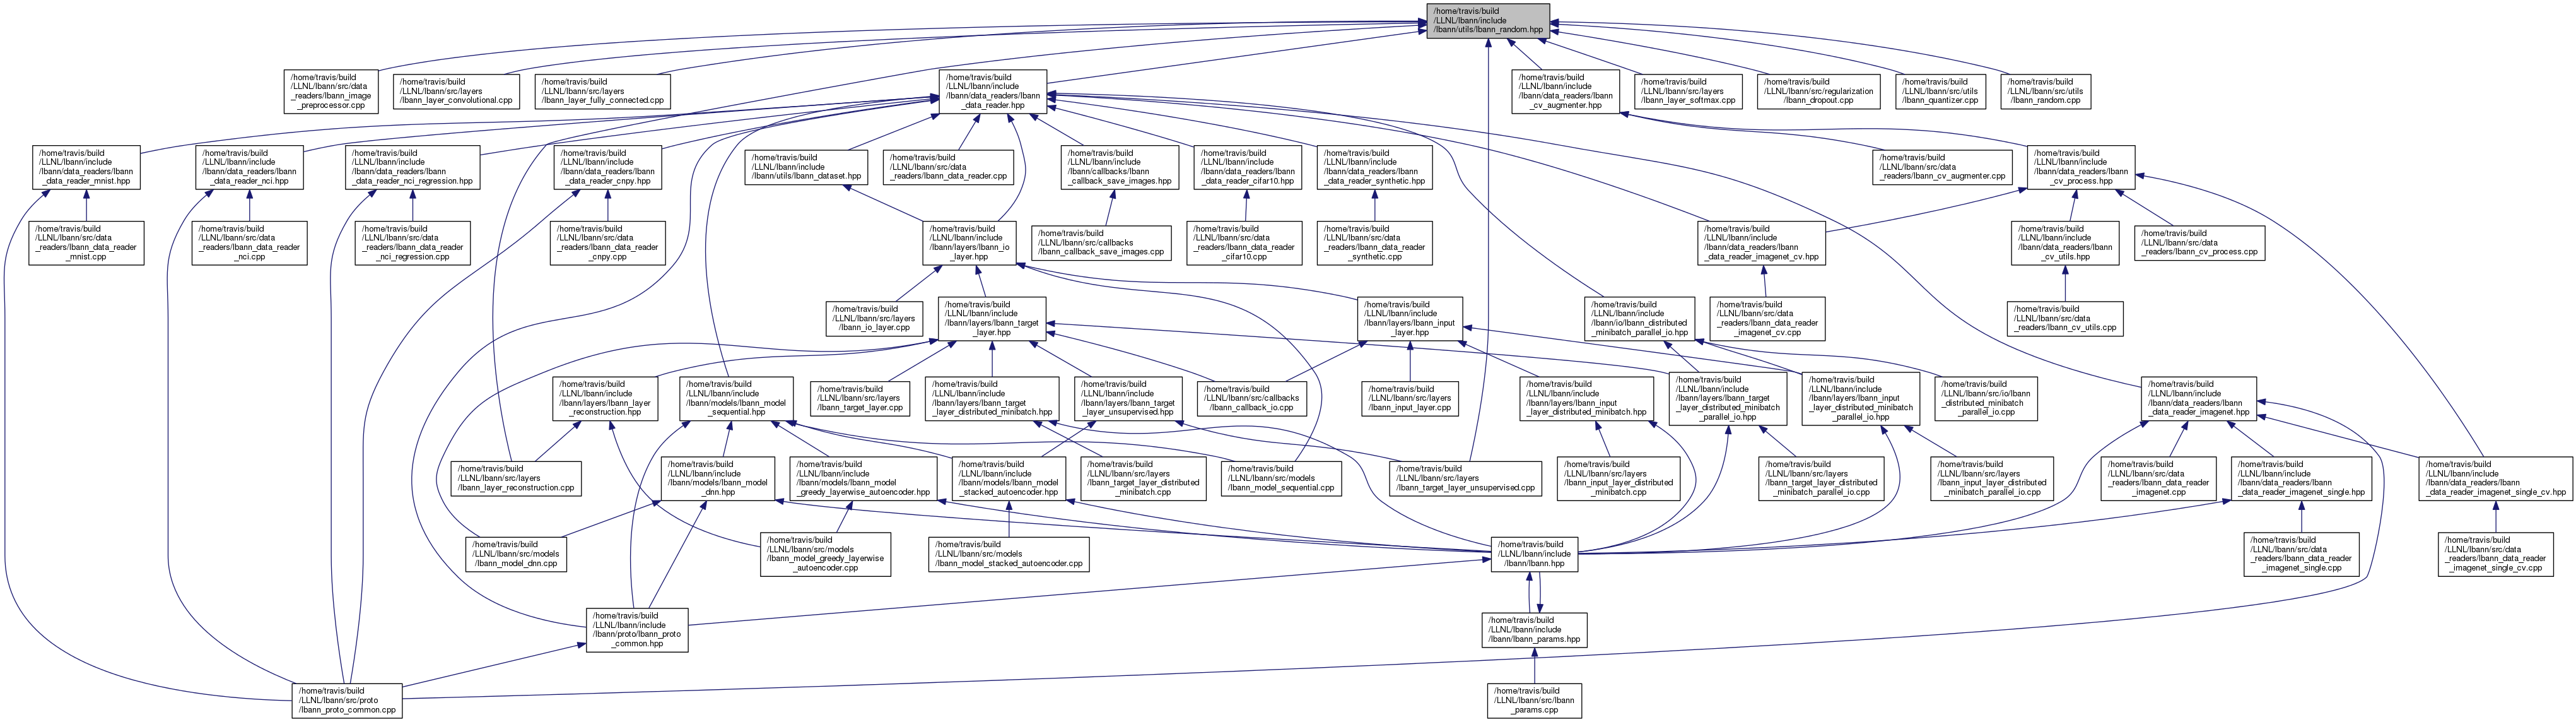 /home/travis/build
/LLNL/lbann/include
/lbann/utils/lbann_random.hpp
/home/travis/build
/LLNL/lbann/src/data
_readers/lbann_image
_preprocessor.cpp
/home/travis/build
/LLNL/lbann/src/layers
/lbann_layer_convolutional.cpp
/home/travis/build
/LLNL/lbann/src/layers
/lbann_layer_fully_connected.cpp
/home/travis/build
/LLNL/lbann/include
/lbann/data_readers/lbann
_data_reader.hpp
/home/travis/build
/LLNL/lbann/include
/lbann/data_readers/lbann
_cv_augmenter.hpp
/home/travis/build
/LLNL/lbann/src/layers
/lbann_layer_softmax.cpp
/home/travis/build
/LLNL/lbann/src/regularization
/lbann_dropout.cpp
/home/travis/build
/LLNL/lbann/src/utils
/lbann_quantizer.cpp
/home/travis/build
/LLNL/lbann/src/utils
/lbann_random.cpp
/home/travis/build
/LLNL/lbann/include
/lbann/data_readers/lbann
_data_reader_mnist.hpp
/home/travis/build
/LLNL/lbann/include
/lbann/data_readers/lbann
_data_reader_nci.hpp
/home/travis/build
/LLNL/lbann/include
/lbann/data_readers/lbann
_data_reader_nci_regression.hpp
/home/travis/build
/LLNL/lbann/include
/lbann/data_readers/lbann
_data_reader_cnpy.hpp
/home/travis/build
/LLNL/lbann/include
/lbann/utils/lbann_dataset.hpp
/home/travis/build
/LLNL/lbann/src/data
_readers/lbann_data_reader.cpp
/home/travis/build
/LLNL/lbann/include
/lbann/callbacks/lbann
_callback_save_images.hpp
/home/travis/build
/LLNL/lbann/include
/lbann/data_readers/lbann
_data_reader_cifar10.hpp
/home/travis/build
/LLNL/lbann/include
/lbann/data_readers/lbann
_data_reader_synthetic.hpp
/home/travis/build
/LLNL/lbann/src/data
_readers/lbann_cv_augmenter.cpp
/home/travis/build
/LLNL/lbann/include
/lbann/data_readers/lbann
_cv_process.hpp
/home/travis/build
/LLNL/lbann/src/data
_readers/lbann_data_reader
_mnist.cpp
/home/travis/build
/LLNL/lbann/src/data
_readers/lbann_data_reader
_nci.cpp
/home/travis/build
/LLNL/lbann/src/data
_readers/lbann_data_reader
_nci_regression.cpp
/home/travis/build
/LLNL/lbann/src/data
_readers/lbann_data_reader
_cnpy.cpp
/home/travis/build
/LLNL/lbann/include
/lbann/layers/lbann_io
_layer.hpp
/home/travis/build
/LLNL/lbann/src/callbacks
/lbann_callback_save_images.cpp
/home/travis/build
/LLNL/lbann/src/data
_readers/lbann_data_reader
_cifar10.cpp
/home/travis/build
/LLNL/lbann/src/data
_readers/lbann_data_reader
_synthetic.cpp
/home/travis/build
/LLNL/lbann/include
/lbann/data_readers/lbann
_data_reader_imagenet_cv.hpp
/home/travis/build
/LLNL/lbann/include
/lbann/data_readers/lbann
_cv_utils.hpp
/home/travis/build
/LLNL/lbann/src/data
_readers/lbann_cv_process.cpp
/home/travis/build
/LLNL/lbann/src/layers
/lbann_io_layer.cpp
/home/travis/build
/LLNL/lbann/include
/lbann/layers/lbann_target
_layer.hpp
/home/travis/build
/LLNL/lbann/include
/lbann/layers/lbann_input
_layer.hpp
/home/travis/build
/LLNL/lbann/include
/lbann/io/lbann_distributed
_minibatch_parallel_io.hpp
/home/travis/build
/LLNL/lbann/src/data
_readers/lbann_data_reader
_imagenet_cv.cpp
/home/travis/build
/LLNL/lbann/src/data
_readers/lbann_cv_utils.cpp
/home/travis/build
/LLNL/lbann/include
/lbann/layers/lbann_layer
_reconstruction.hpp
/home/travis/build
/LLNL/lbann/include
/lbann/models/lbann_model
_sequential.hpp
/home/travis/build
/LLNL/lbann/src/layers
/lbann_target_layer.cpp
/home/travis/build
/LLNL/lbann/include
/lbann/layers/lbann_target
_layer_distributed_minibatch.hpp
/home/travis/build
/LLNL/lbann/include
/lbann/layers/lbann_target
_layer_unsupervised.hpp
/home/travis/build
/LLNL/lbann/src/callbacks
/lbann_callback_io.cpp
/home/travis/build
/LLNL/lbann/src/layers
/lbann_input_layer.cpp
/home/travis/build
/LLNL/lbann/include
/lbann/layers/lbann_input
_layer_distributed_minibatch.hpp
/home/travis/build
/LLNL/lbann/include
/lbann/layers/lbann_target
_layer_distributed_minibatch
_parallel_io.hpp
/home/travis/build
/LLNL/lbann/include
/lbann/layers/lbann_input
_layer_distributed_minibatch
_parallel_io.hpp
/home/travis/build
/LLNL/lbann/src/io/lbann
_distributed_minibatch
_parallel_io.cpp
/home/travis/build
/LLNL/lbann/include
/lbann/data_readers/lbann
_data_reader_imagenet.hpp
/home/travis/build
/LLNL/lbann/src/layers
/lbann_layer_reconstruction.cpp
/home/travis/build
/LLNL/lbann/include
/lbann/models/lbann_model
_dnn.hpp
/home/travis/build
/LLNL/lbann/include
/lbann/models/lbann_model
_greedy_layerwise_autoencoder.hpp
/home/travis/build
/LLNL/lbann/include
/lbann/models/lbann_model
_stacked_autoencoder.hpp
/home/travis/build
/LLNL/lbann/src/layers
/lbann_target_layer_distributed
_minibatch.cpp
/home/travis/build
/LLNL/lbann/src/models
/lbann_model_sequential.cpp
/home/travis/build
/LLNL/lbann/src/layers
/lbann_target_layer_unsupervised.cpp
/home/travis/build
/LLNL/lbann/src/layers
/lbann_input_layer_distributed
_minibatch.cpp
/home/travis/build
/LLNL/lbann/src/layers
/lbann_target_layer_distributed
_minibatch_parallel_io.cpp
/home/travis/build
/LLNL/lbann/src/layers
/lbann_input_layer_distributed
_minibatch_parallel_io.cpp
/home/travis/build
/LLNL/lbann/src/data
_readers/lbann_data_reader
_imagenet.cpp
/home/travis/build
/LLNL/lbann/include
/lbann/data_readers/lbann
_data_reader_imagenet_single.hpp
/home/travis/build
/LLNL/lbann/include
/lbann/data_readers/lbann
_data_reader_imagenet_single_cv.hpp
/home/travis/build
/LLNL/lbann/src/models
/lbann_model_dnn.cpp
/home/travis/build
/LLNL/lbann/src/models
/lbann_model_greedy_layerwise
_autoencoder.cpp
/home/travis/build
/LLNL/lbann/src/models
/lbann_model_stacked_autoencoder.cpp
/home/travis/build
/LLNL/lbann/include
/lbann/lbann.hpp
/home/travis/build
/LLNL/lbann/src/data
_readers/lbann_data_reader
_imagenet_single.cpp
/home/travis/build
/LLNL/lbann/src/data
_readers/lbann_data_reader
_imagenet_single_cv.cpp
/home/travis/build
/LLNL/lbann/include
/lbann/proto/lbann_proto
_common.hpp
/home/travis/build
/LLNL/lbann/include
/lbann/lbann_params.hpp
/home/travis/build
/LLNL/lbann/src/proto
/lbann_proto_common.cpp
/home/travis/build
/LLNL/lbann/src/lbann
_params.cpp